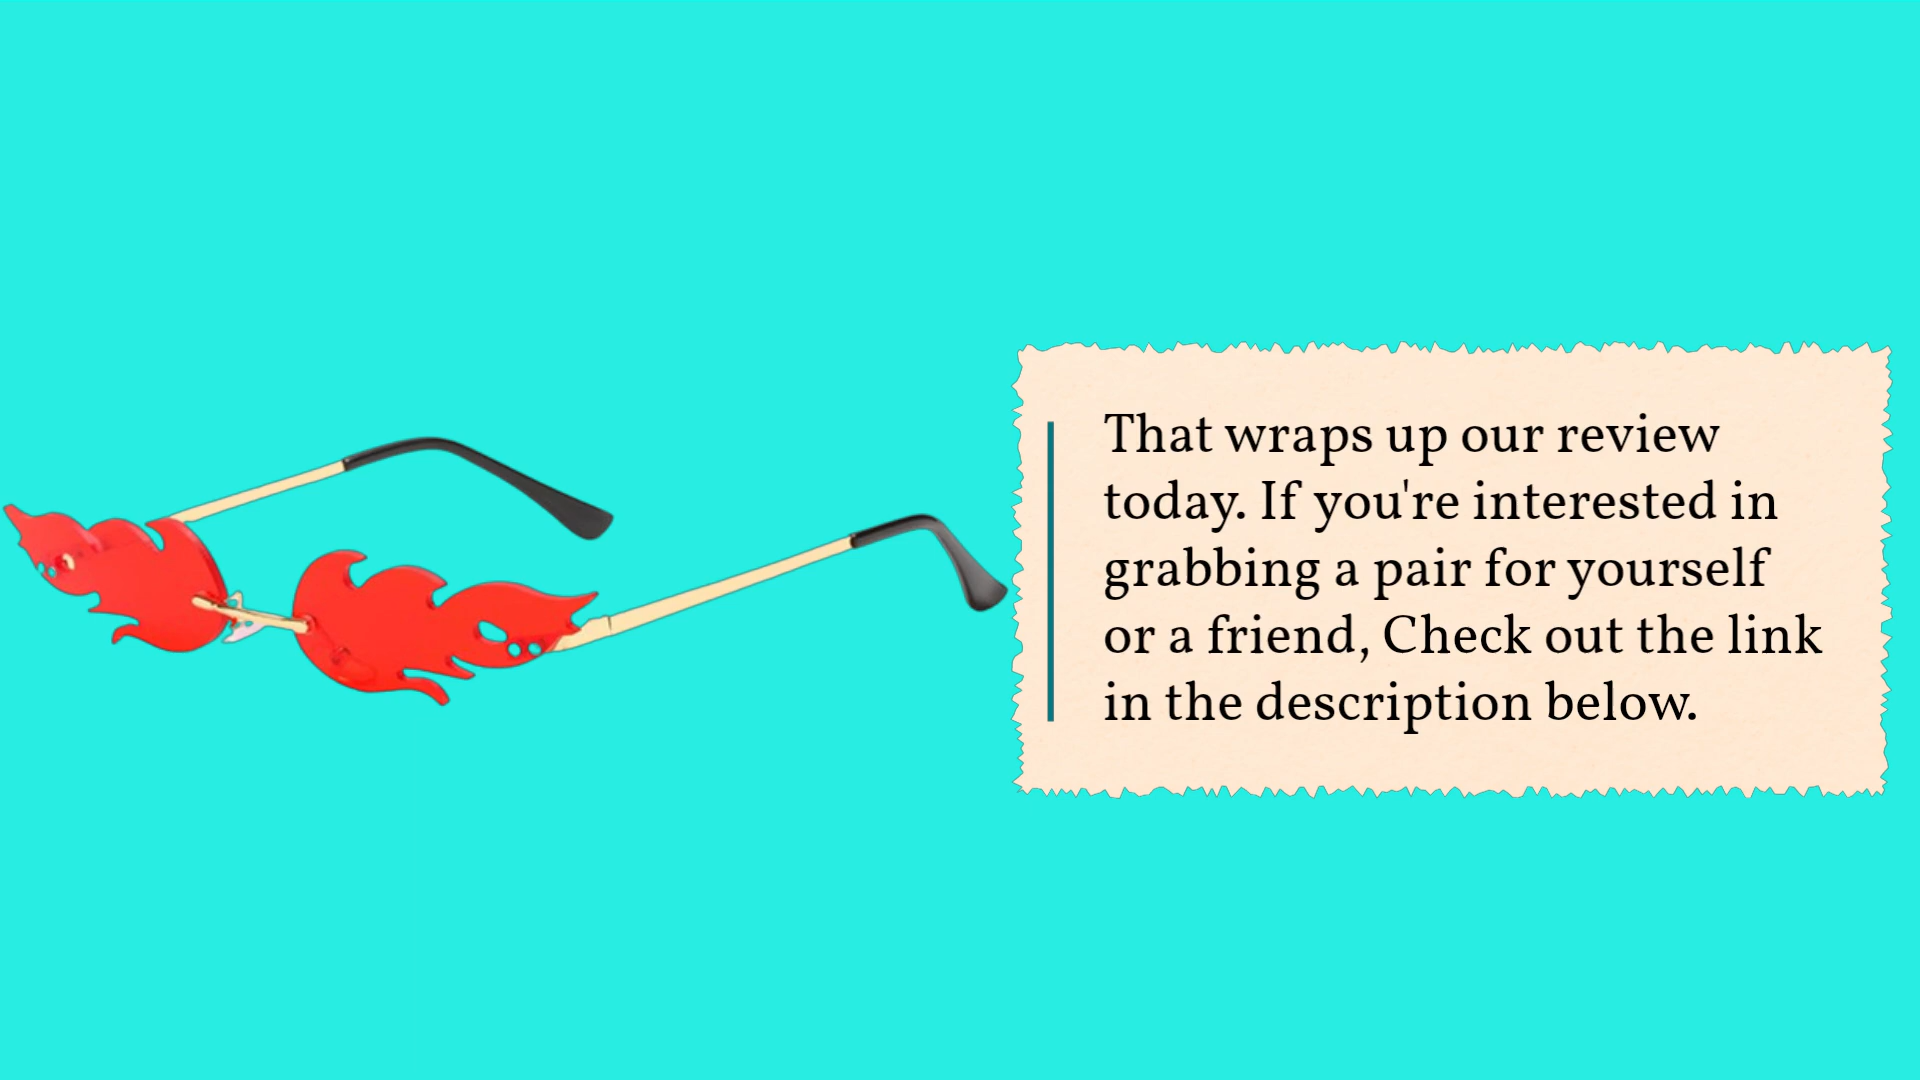 That wraps up our review
today. If you're interested in
grabbing a pair for yourself
or a friend, Check out the link
in the description below.